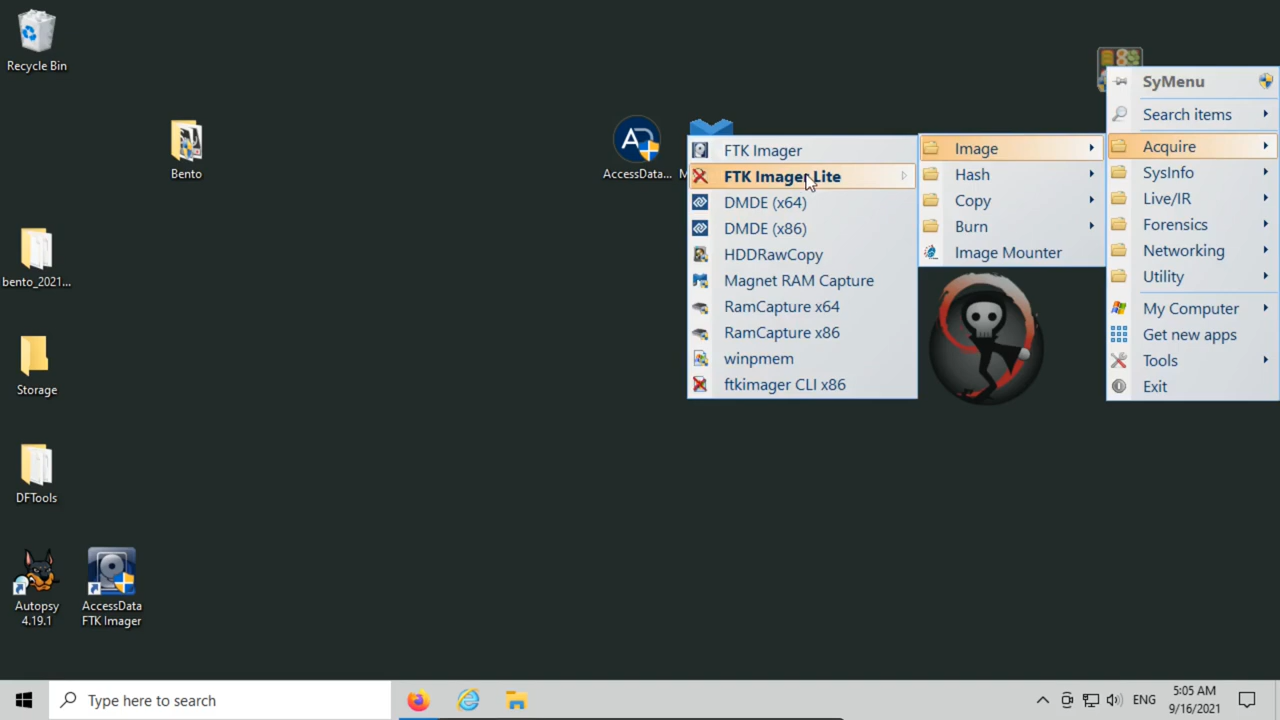 Recycle Bin
Bento
bento_2021...
Storage
DFTools
Autopsy
4.19.1
AccessData
FTK Imager
AccessData...
FTK Imager
FTK Imager Lite
DMDE (x64)
DMDE (x86)
HDDRawCopy
Magnet RAM Capture
RamCapture x64
RamCapture x86
winpmem
ftkimager CLI x86
Image
Hash
Copy
Burn
Image Mounter
SyMenu
Search items
Acquire
SysInfo
Live/IR
Forensics
Networking
Utility
My Computer
Get new apps
Tools
Exit
Type here to search
ENG
5:05 AM
9/16/2021